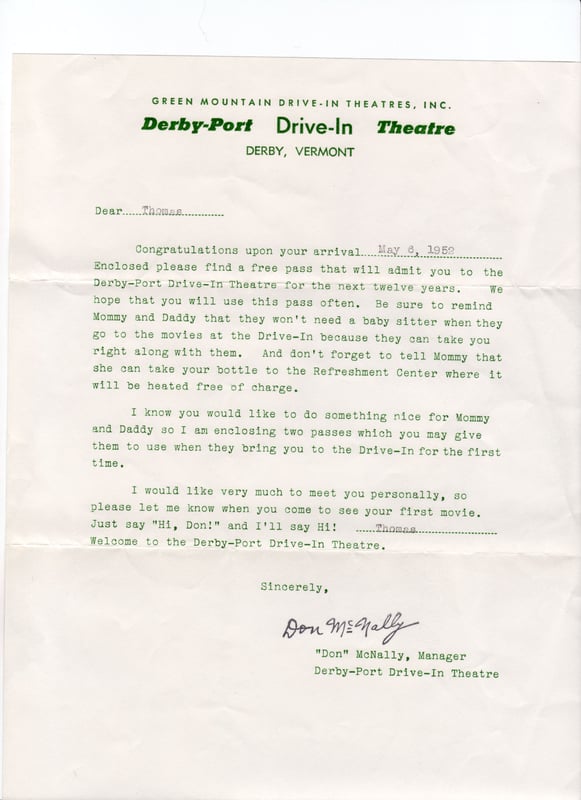 GREEN MOUNTAIN DRIVE-IN THEATRES, INC.
Derby-Port Drive-In Theatre
DERBY, VERMONT
Dear....Thomas............
Congratulations upon your arrival....May 6, 1952............
Enclosed please find a free pass that will admit you to the
Derby-Port Drive-In Theatre for the next twelve years. We
hope that you will use this pass often. Be sure to remind
Mommy and Daddy that they won't need a baby sitter when they
go to the movies at the Drive-In because they can take you
right along with them. And don't forget to tell Mommy that
she can take your bottle to the Refreshment Center where it
will be heated free of charge.
I know you would like to do something nice for Mommy
and Daddy so I am enclosing two passes which you may give
them to use when they bring you to the Drive-In for the first
time.
I would like very much to meet you personally, so
please let me know when you come to see your first movie.
Just say "Hi, Don!" and I'll say Hi! ....Thomas....................
Welcome to the Derby-Port Drive-In Theatre.
Sincerely,
Don McNally
"Don" McNally, Manager
Derby-Port Drive-In Theatre